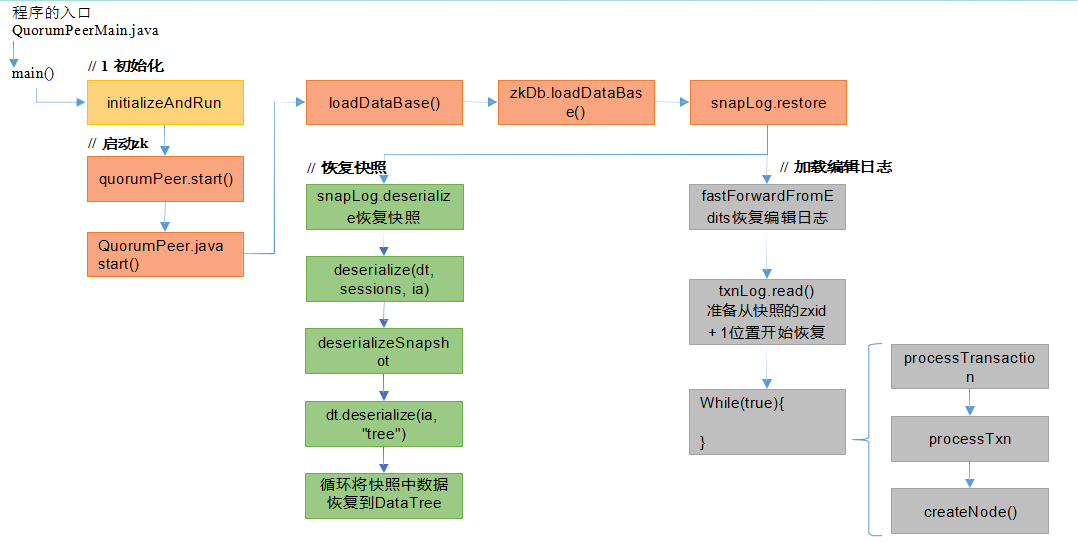 程序的入口
QuorumPeerMain.java
main()
// 1 初始化
initializeAndRun
// 启动zk
quorumPeer.start()
QuorumPeer.java
start()
loadDataBase()
zkDb.loadDataBas
e()
snapLog.restore
// 恢复快照
snapLog.deserializ
e恢复快照
deserialize(dt,
sessions, ia)
deserializeSnapsh
ot
dt.deserialize(ia,
"tree")
循环将快照中数据
恢复到DataTree
// 加载编辑日志
fastForwardFromE
dits恢复编辑日志
txnLog.read()
准备从快照的zxid
+ 1位置开始恢复
While(true){
}
processTransactio
n
processTxn
createNode()